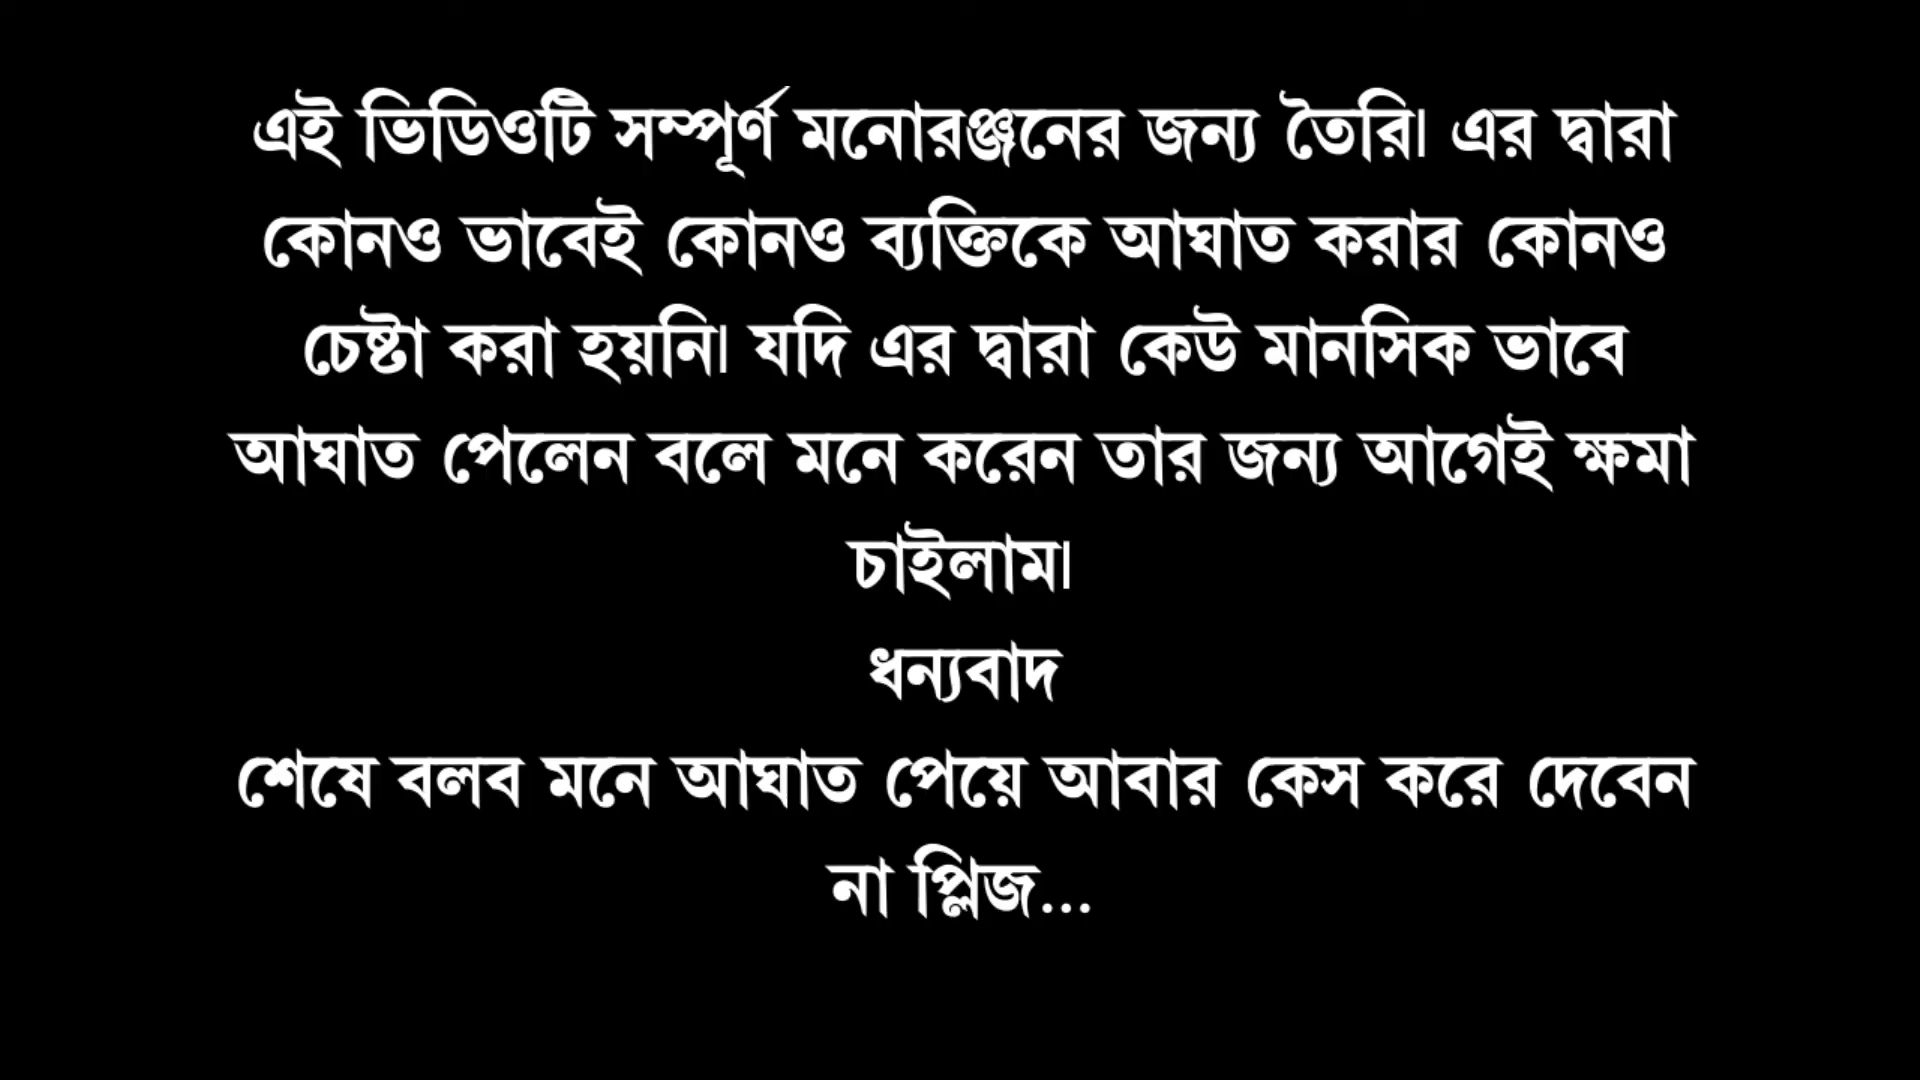 এই ভিডিওটি সম্পূর্ণ মনোরঞ্জনের জন্য তৈরি। এর দ্বারা
কোনও ভাবেই কোনও ব্যক্তিকে আঘাত করার কোনও
চেষ্টা করা হয়নি। যদি এর দ্বারা কেউ মানসিক ভাবে
আঘাত পেলেন বলে মনে করেন তার জন্য আগেই ক্ষমা
চাইলাম।
ধন্যবাদ
শেষে বলব মনে আঘাত পেয়ে আবার কেস করে দেবেন
না প্লিজ...